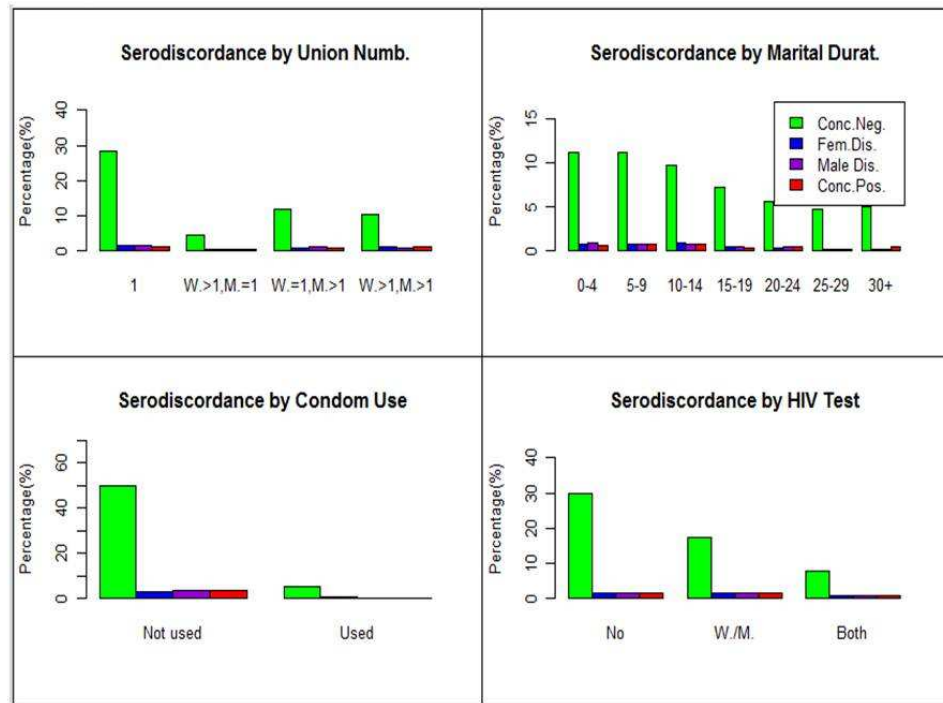 Serodiscordance by Union Numb.
Percentage(%)
40
30
20
10
0
1
W.>1,M.=1
W.=1,M.>1
W.>1,M.>1
Serodiscordance by Marital Durat.
Percentage(%)
15
10
5
0
Conc.Neg.
Fem.Dis.
Male Dis.
Conc.Pos.
0-4
5-9
10-14
15-19
20-24
25-29
30+
Serodiscordance by Condom Use
Percentage(%)
60
40
20
0
Not used
Used
Serodiscordance by HIV Test
Percentage(%)
40
30
20
10
0
No
W./M.
Both